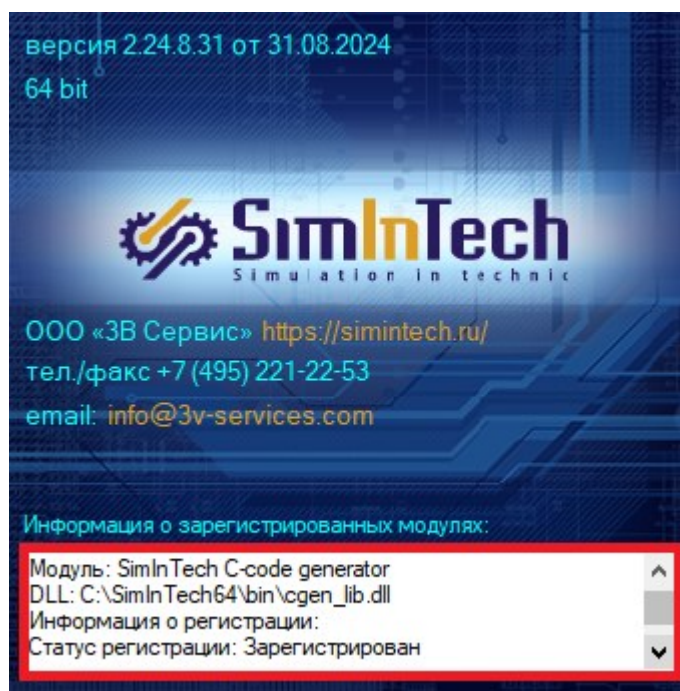 версия 2.24.8.31 от 31.08.2024
64 bit
SimInTech
Simulation in technic
ООО «3В Сервис» https://simintech.ru/
тел./факс +7 (495) 221-22-53
email: info@3v-services.com
Информация о зарегистрированных модулях:
Модуль: SimInTech C-code generator
DLL: C:\SimInTech64\bin\cgen_lib.dll
Информация о регистрации:
Статус регистрации: Зарегистрирован